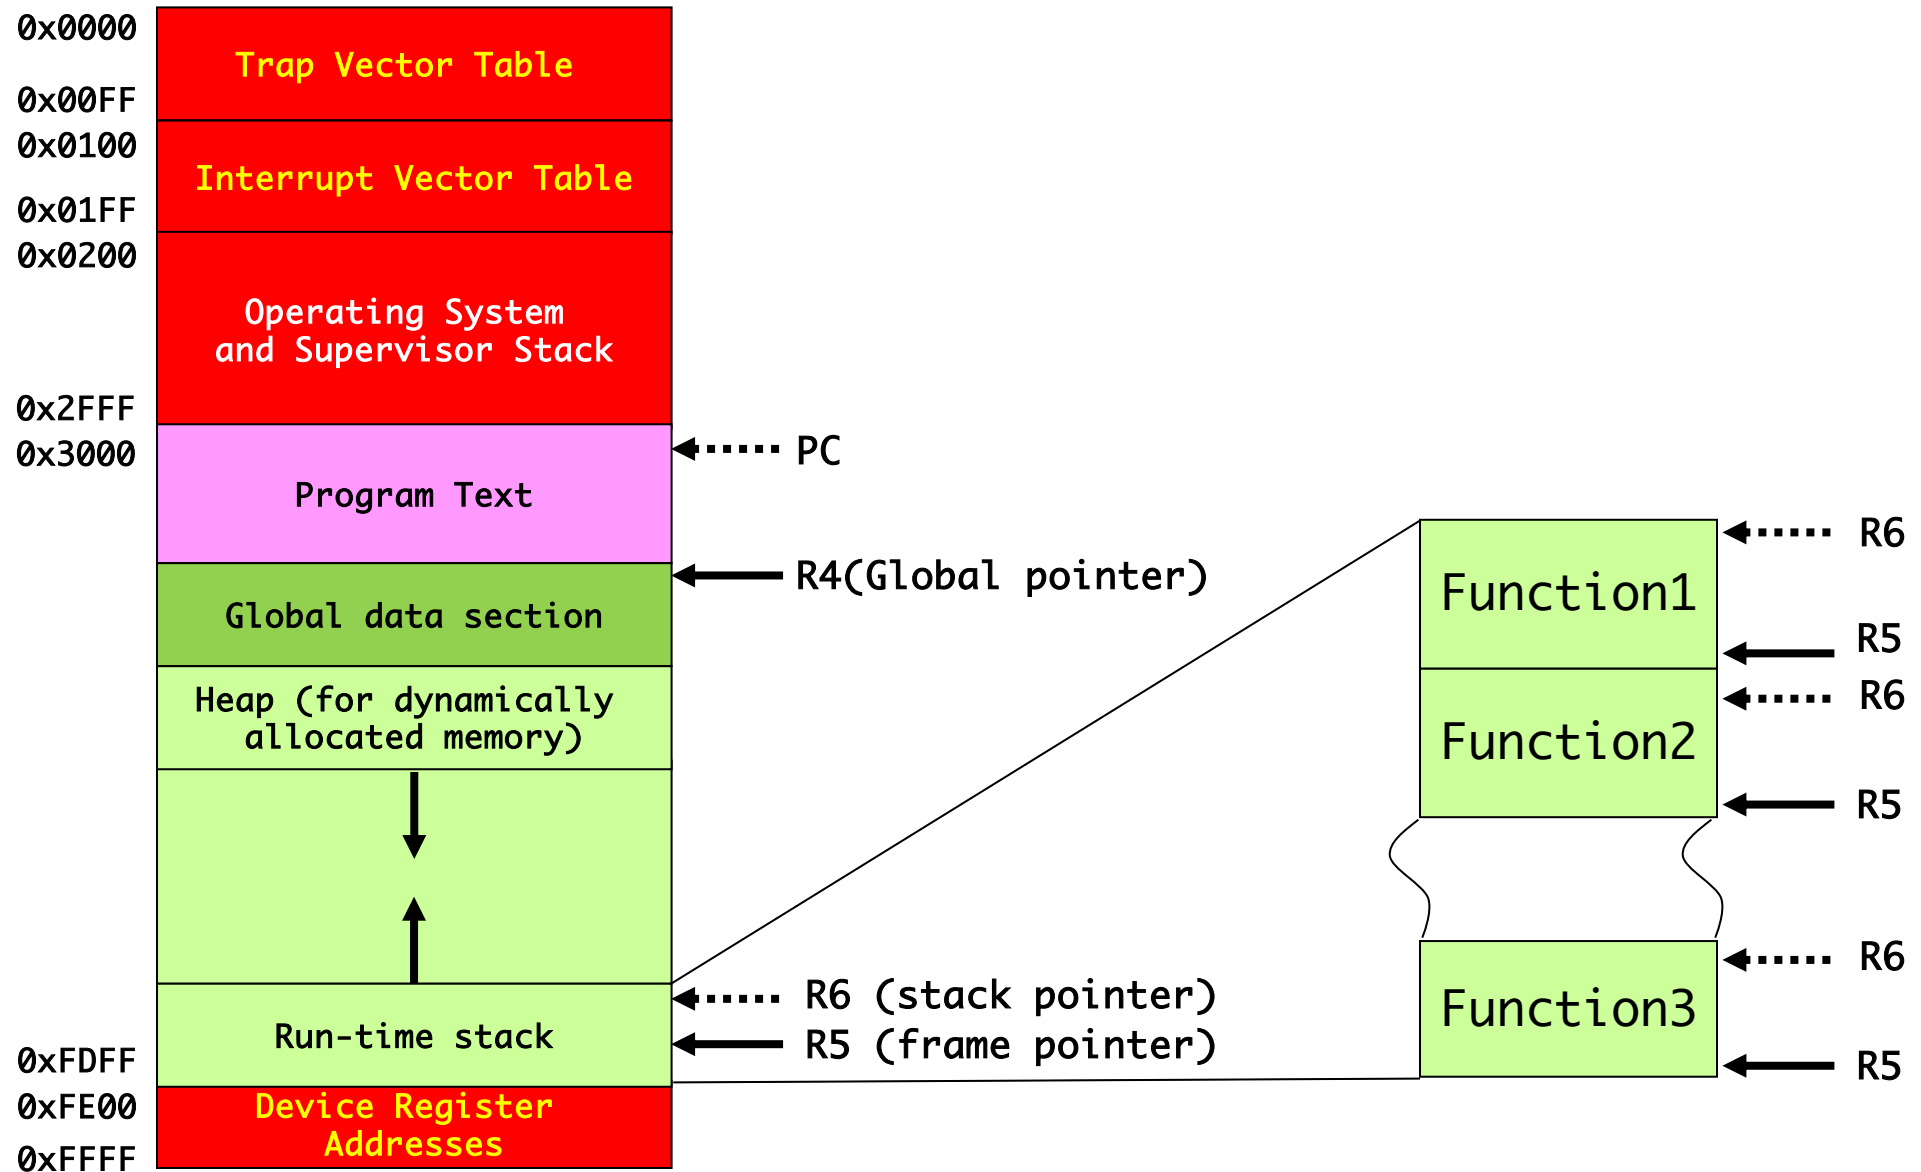 0x0000
Trap Vector Table
0x00FF
0x0100
Interrupt Vector Table
0x01FF
0x0200
Operating System
and Supervisor Stack
0x2FFF
0x3000
PC
Program Text
R4(Global pointer)
Global data section
Heap (for dynamically
allocated memory)
R6 (stack pointer)
Run-time stack
R5 (frame pointer)
0xFDFF
0xFE00
Device Register
Addresses
0xFFFF
R6
Function1
R5
R6
Function2
R5
R6
Function3
R5